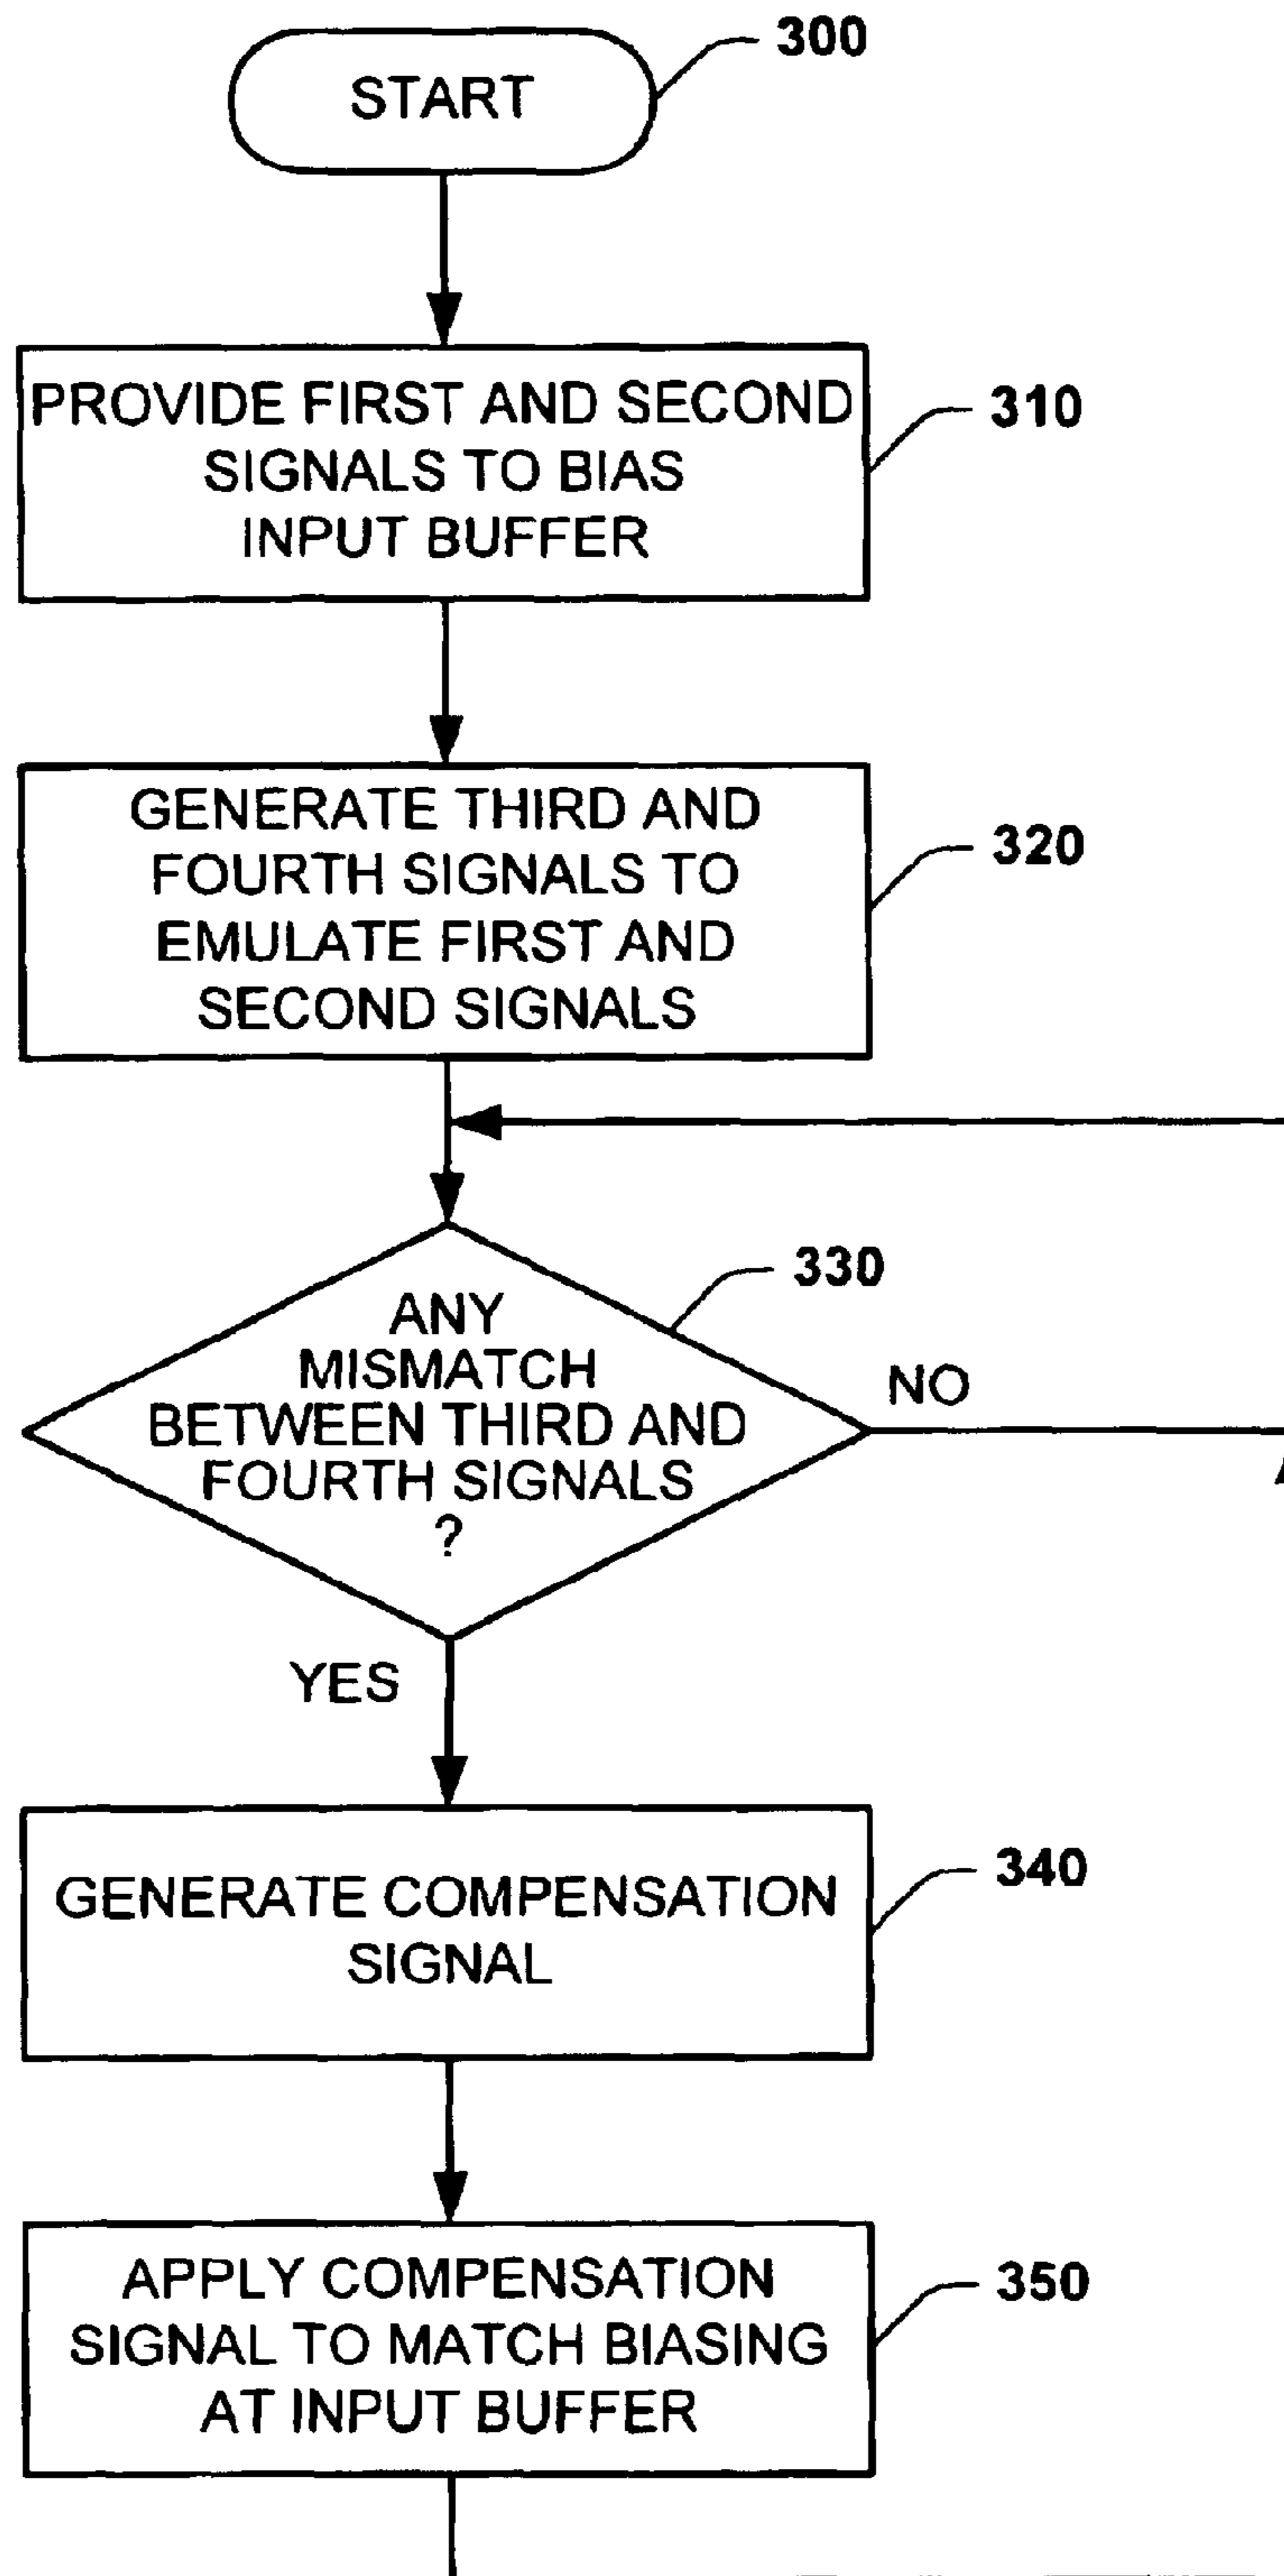 START
300
PROVIDE FIRST AND SECOND
SIGNALS TO BIAS
INPUT BUFFER
310
GENERATE THIRD AND
FOURTH SIGNALS TO
EMULATE FIRST AND
SECOND SIGNALS
320
330
ANY
MISMATCH
BETWEEN THIRD AND
FOURTH SIGNALS
?
NO
YES
GENERATE COMPENSATION
SIGNAL
340
APPLY COMPENSATION
SIGNAL TO MATCH BIASING
AT INPUT BUFFER
350